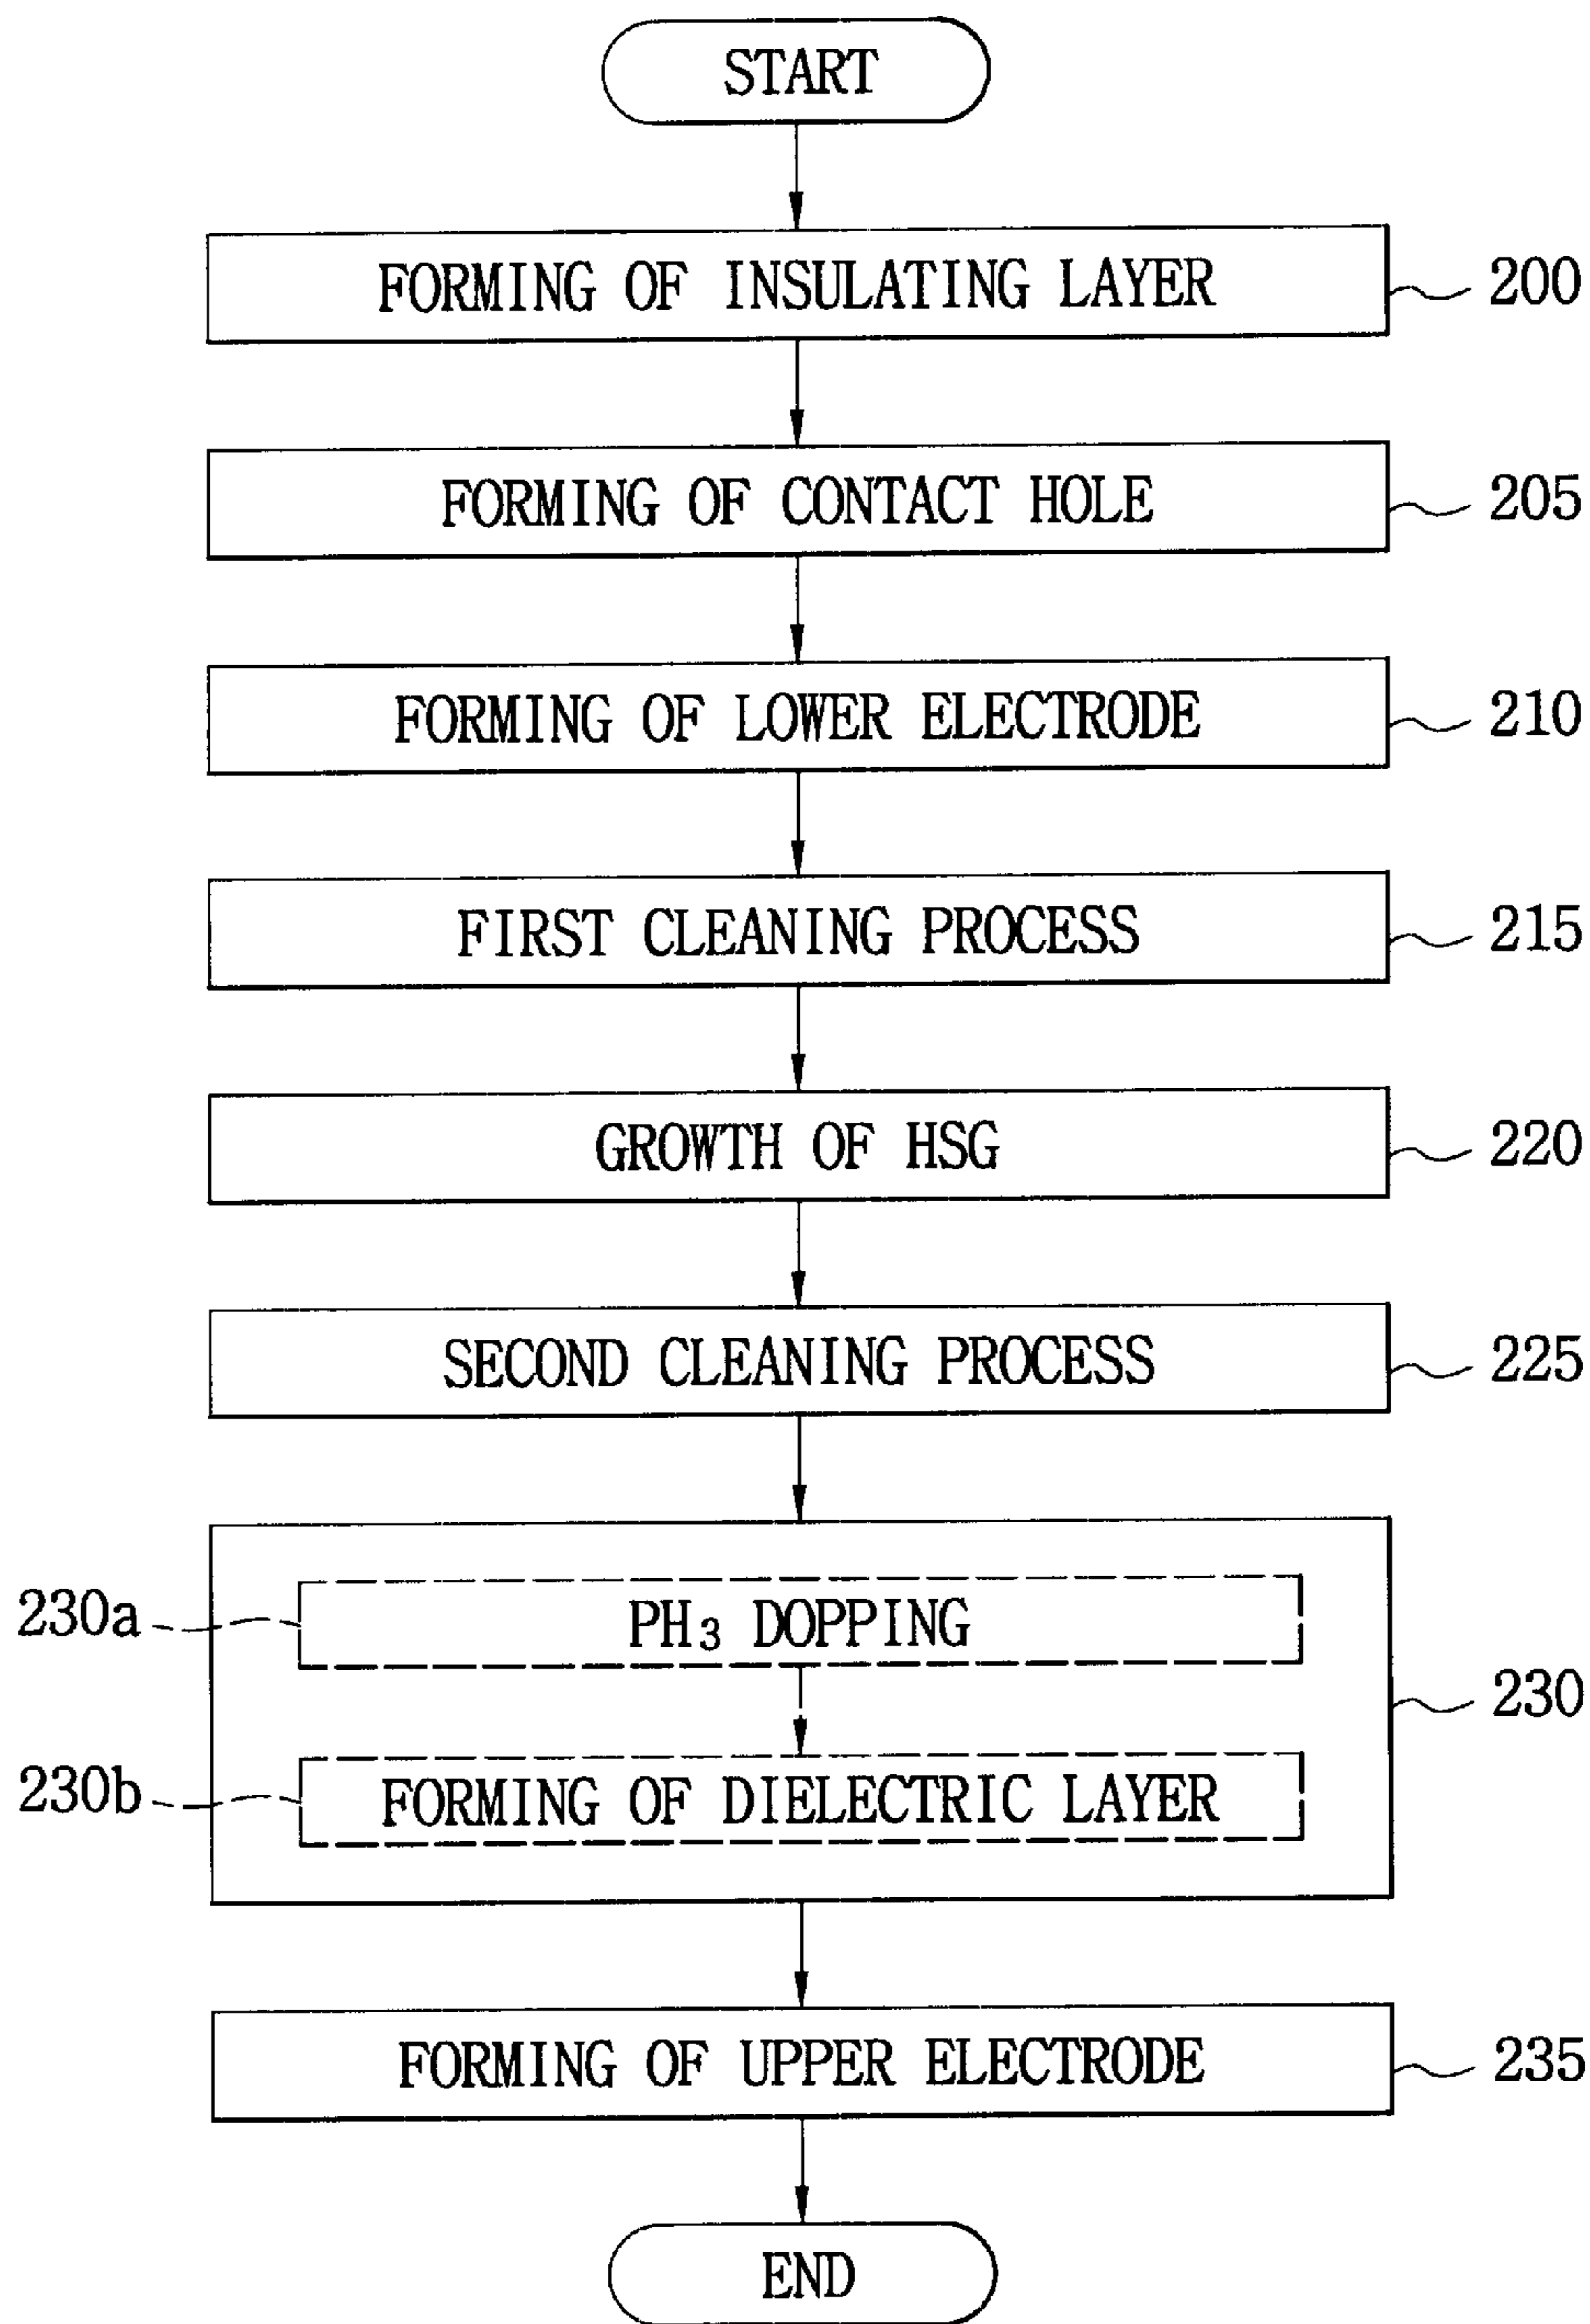 START
FORMING OF INSULATING LAYER 200
FORMING OF CONTACT HOLE 205
FORMING OF LOWER ELECTRODE 210
FIRST CLEANING PROCESS 215
GROWTH OF HSG 220
SECOND CLEANING PROCESS 225
230a PH₃ DOPPING
230
230b FORMING OF DIELECTRIC LAYER
FORMING OF UPPER ELECTRODE 235
END